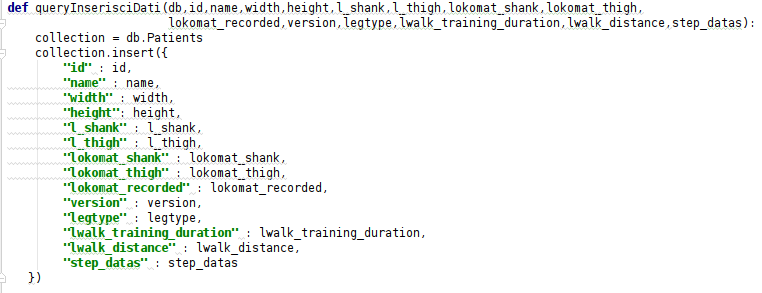 def queryInserisciDati(db,id,name,width,height,l_shank,l_thigh,lokomat_shank,lokomat_thigh,
lokomat_recorded,version,legtype,lwalk_training_duration,lwalk_distance,step_datas):
collection = db.Patients
collection.insert({
"id" : id,
"name" : name,
"width" : width,
"height": height,
"l_shank" : l_shank,
"l_thigh" : l_thigh,
"lokomat_shank" : lokomat_shank,
"lokomat_thigh" : lokomat_thigh,
"lokomat_recorded" : lokomat_recorded,
"version" : version,
"legtype" : legtype,
"lwalk_training_duration" : lwalk_training_duration,
"lwalk_distance" : lwalk_distance,
"step_datas" : step_datas
})